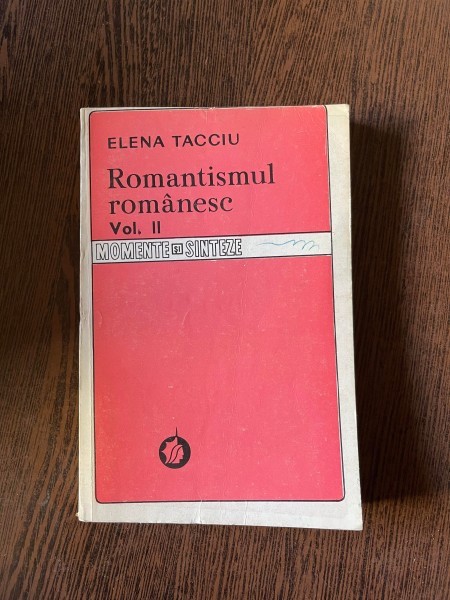 ELENA TACCIU
Romantismul
românesc
Vol. II
MOMENTE ȘI SINTEZE